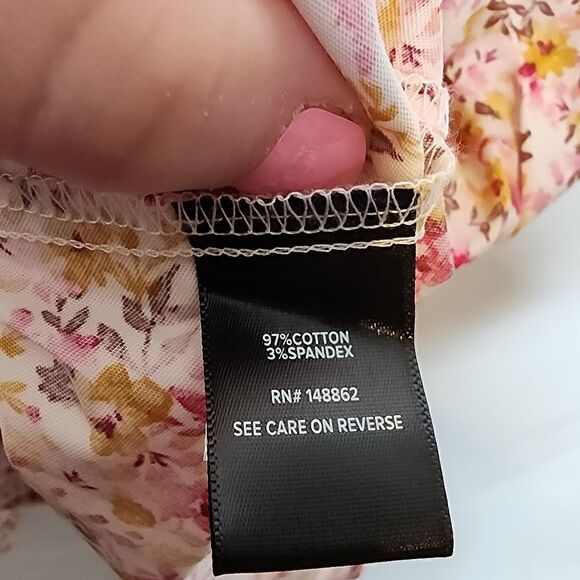 97%COTTON
3%SPANDEX
RN# 148862
SEE CARE ON REVERSE